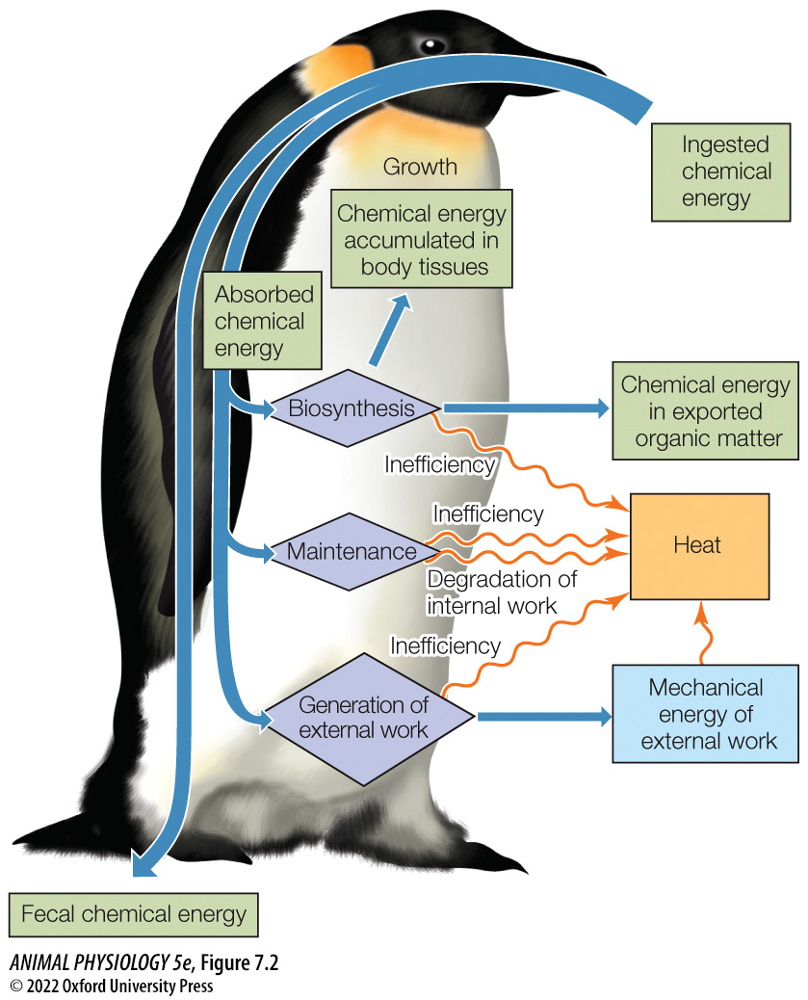 Ingested
chemical
energy
Growth
Chemical energy
accumulated in
body tissues
Absorbed
chemical
energy
Biosynthesis
Chemical energy
in exported
organic matter
Inefficiency
Inefficiency
Maintenance
Heat
Degradation of
internal work
Inefficiency
Generation of
external work
Mechanical
energy of
external work
Fecal chemical energy
ANIMAL PHYSIOLOGY 5e, Figure 7.2
© 2022 Oxford University Press